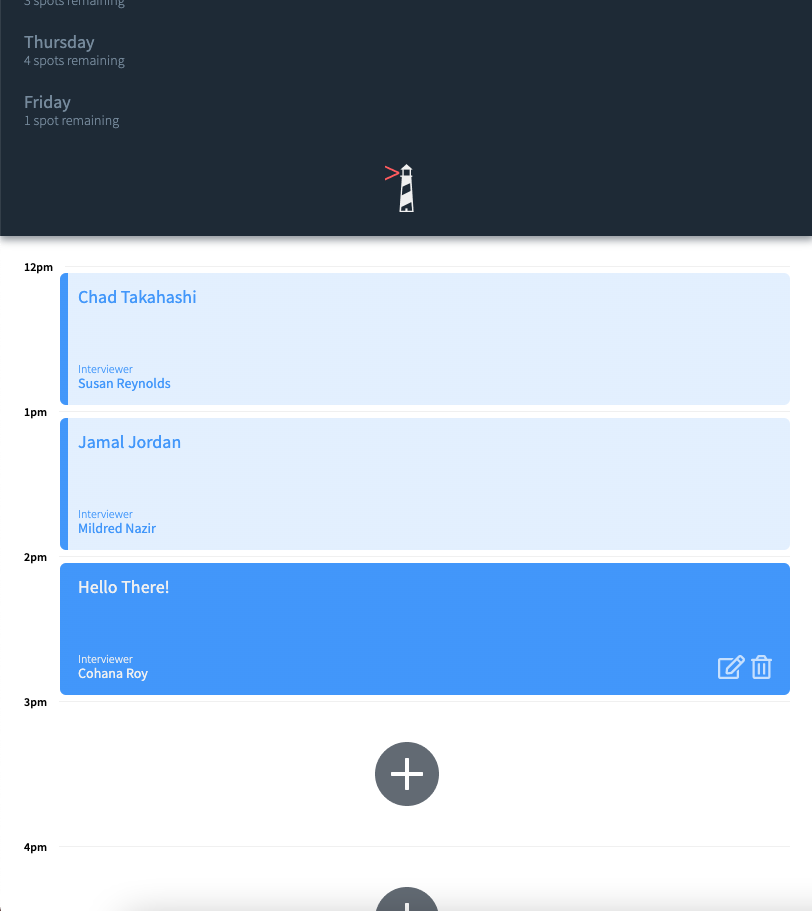 3 spots remaining
Thursday
4 spots remaining
Friday
1 spot remaining
>
12pm
Chad Takahashi
Interviewer
Susan Reynolds
1pm
Jamal Jordan
Interviewer
Mildred Nazir
2pm
Hello There!
Interviewer
Cohana Roy
3pm
4pm